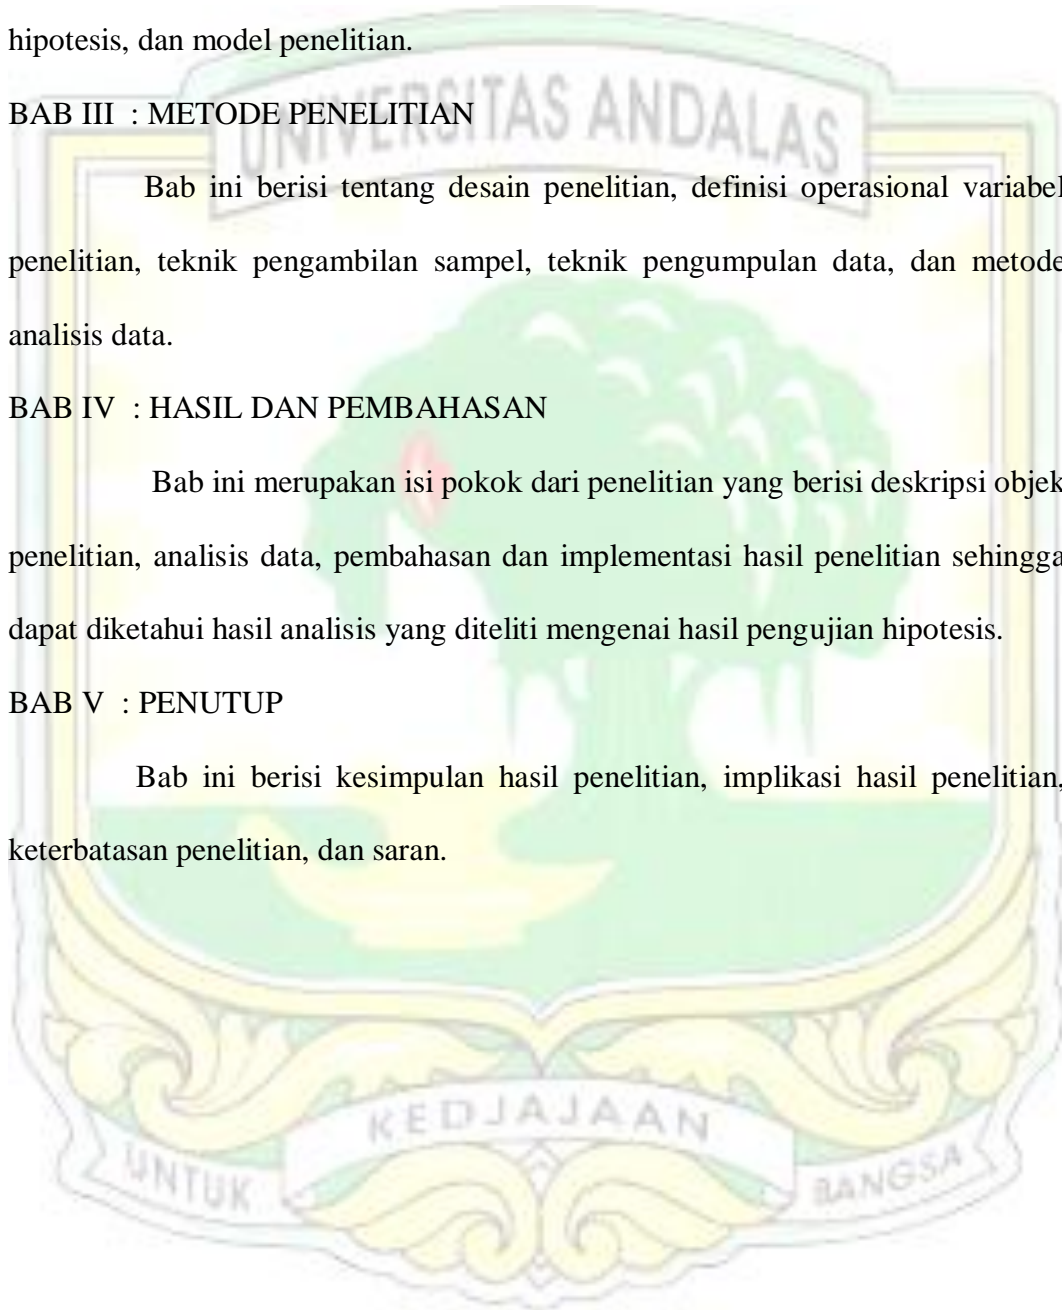 hipotesis, dan model penelitian.
UNIVERSITAS ANDALAS
BAB III : METODE PENELITIAN
Bab ini berisi tentang desain penelitian, definisi operasional variabel
penelitian, teknik pengambilan sampel, teknik pengumpulan data, dan metode
analisis data.
BAB IV : HASIL DAN PEMBAHASAN
Bab ini merupakan isi pokok dari penelitian yang berisi deskripsi objek
penelitian, analisis data, pembahasan dan implementasi hasil penelitian sehingga
dapat diketahui hasil analisis yang diteliti mengenai hasil pengujian hipotesis.
BAB V : PENUTUP
Bab ini berisi kesimpulan hasil penelitian, implikasi hasil penelitian,
keterbatasan penelitian, dan saran.
UNTUK KEDJAJAAN BANGSA